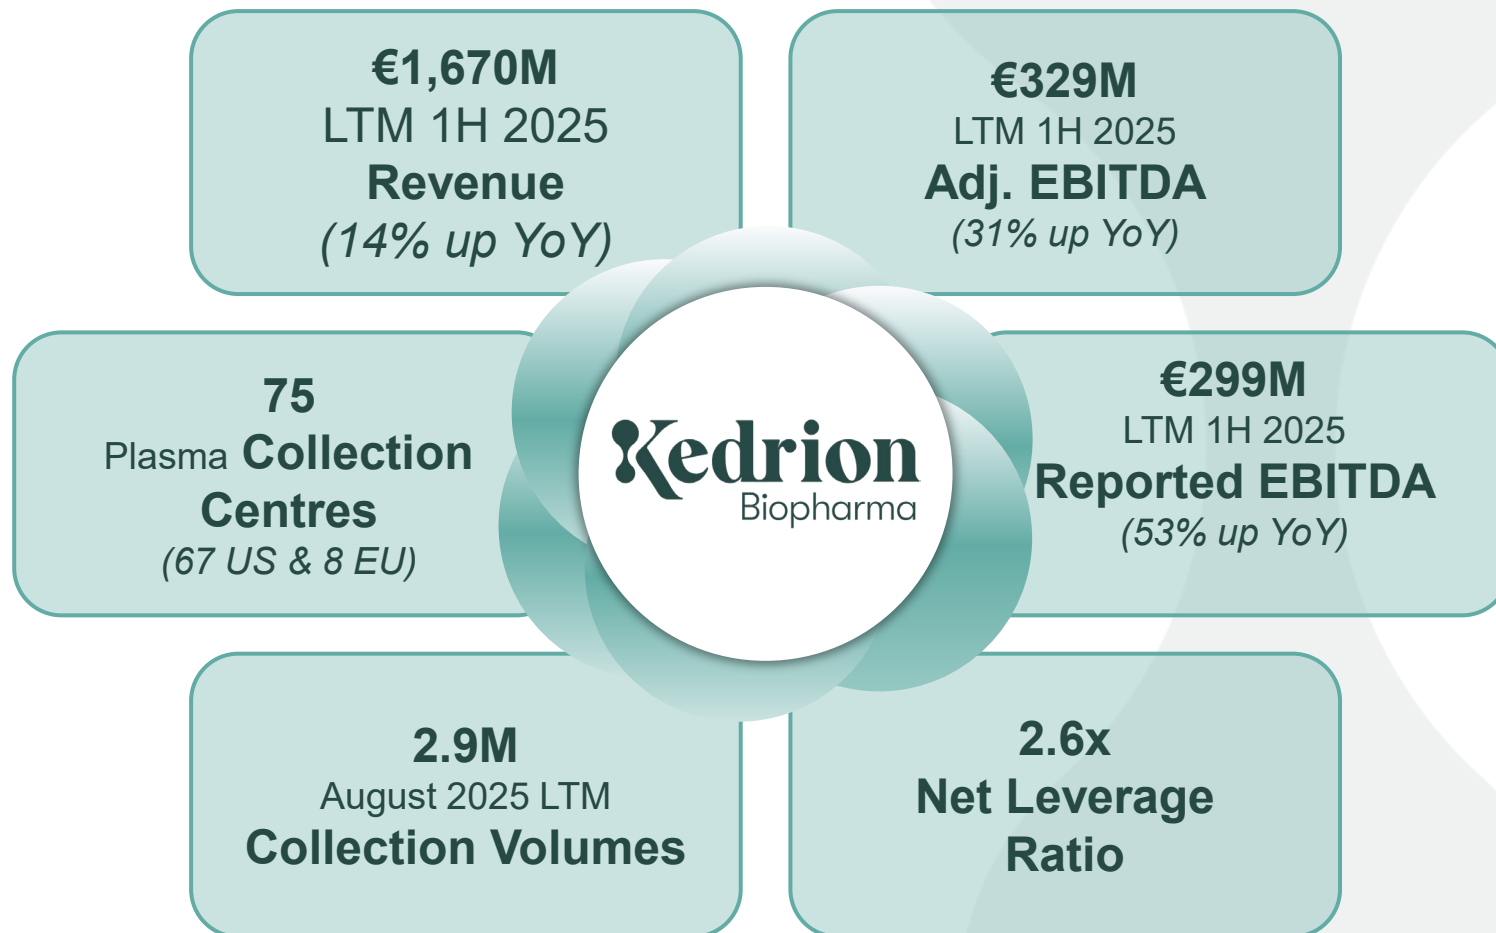 €1,670M
LTM 1H 2025
Revenue
(14% up YoY)
€329M
LTM 1H 2025
Adj. EBITDA
(31% up YoY)
75
Plasma Collection
Centres
(67 US & 8 EU)
Kedrion
Biopharma
€299M
LTM 1H 2025
Reported EBITDA
(53% up YoY)
2.9M
August 2025 LTM
Collection Volumes
2.6x
Net Leverage
Ratio